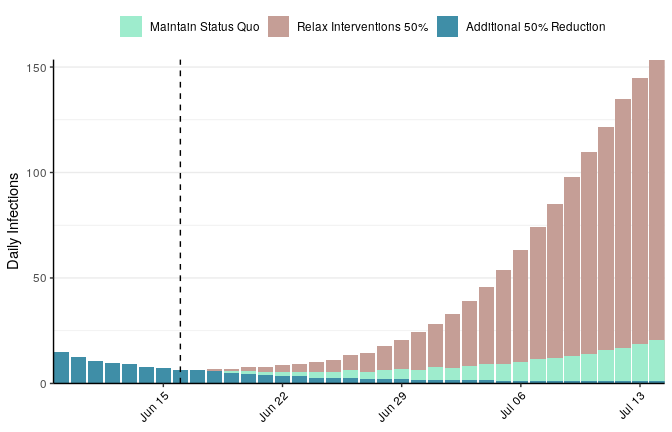 Maintain Status Quo Relax Interventions 50% Additional 50% Reduction
150
100
50
0
Daily Infections
Jun 15 Jun 22 Jun 29 Jul 06 Jul 13